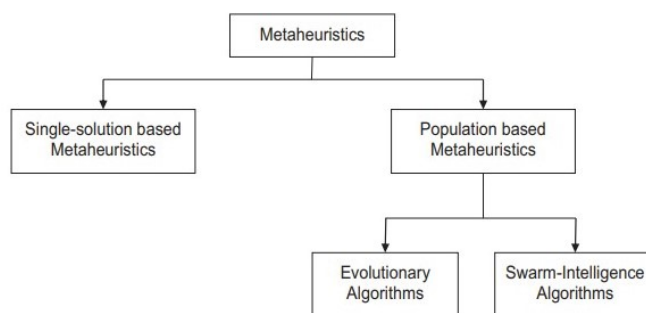 Metaheuristics
Single-solution based
Metaheuristics
Population based
Metaheuristics
Evolutionary
Algorithms
Swarm-Intelligence
Algorithms